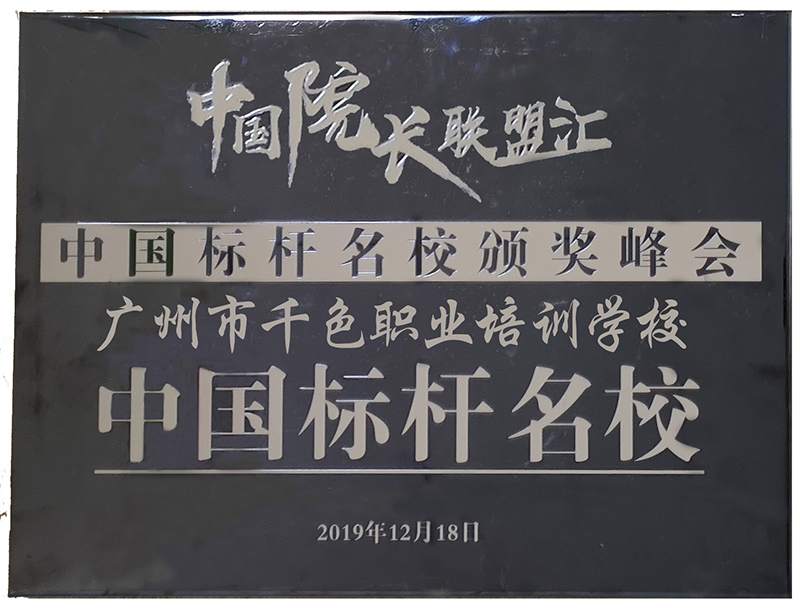 中国院长联盟汇
中国标杆名校颁奖峰会
广州市千色职业培训学校
中国标杆名校
2019年12月18日